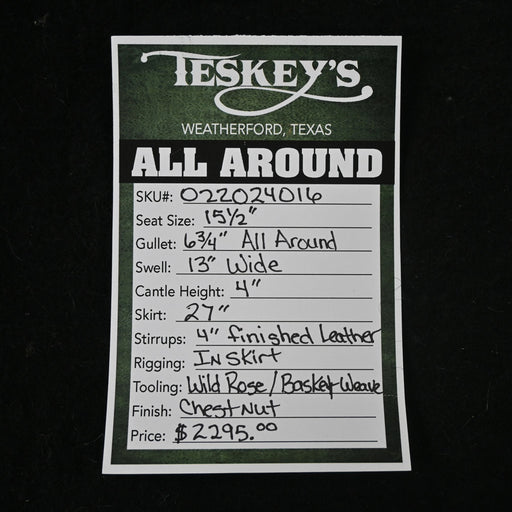 TESKEY'S
WEATHERFORD, TEXAS
ALL AROUND
SKU#: 022024016
Seat Size: 15½"
Gullet: 6¾" All Around
Swell: 13" Wide
Cantle Height: 4"
Skirt: 27"
Stirrups: 4" finished Leather
Rigging: INSkirt
Tooling: Wild Rose/Basket Weave
Finish: Chestnut
Price: $2295.00